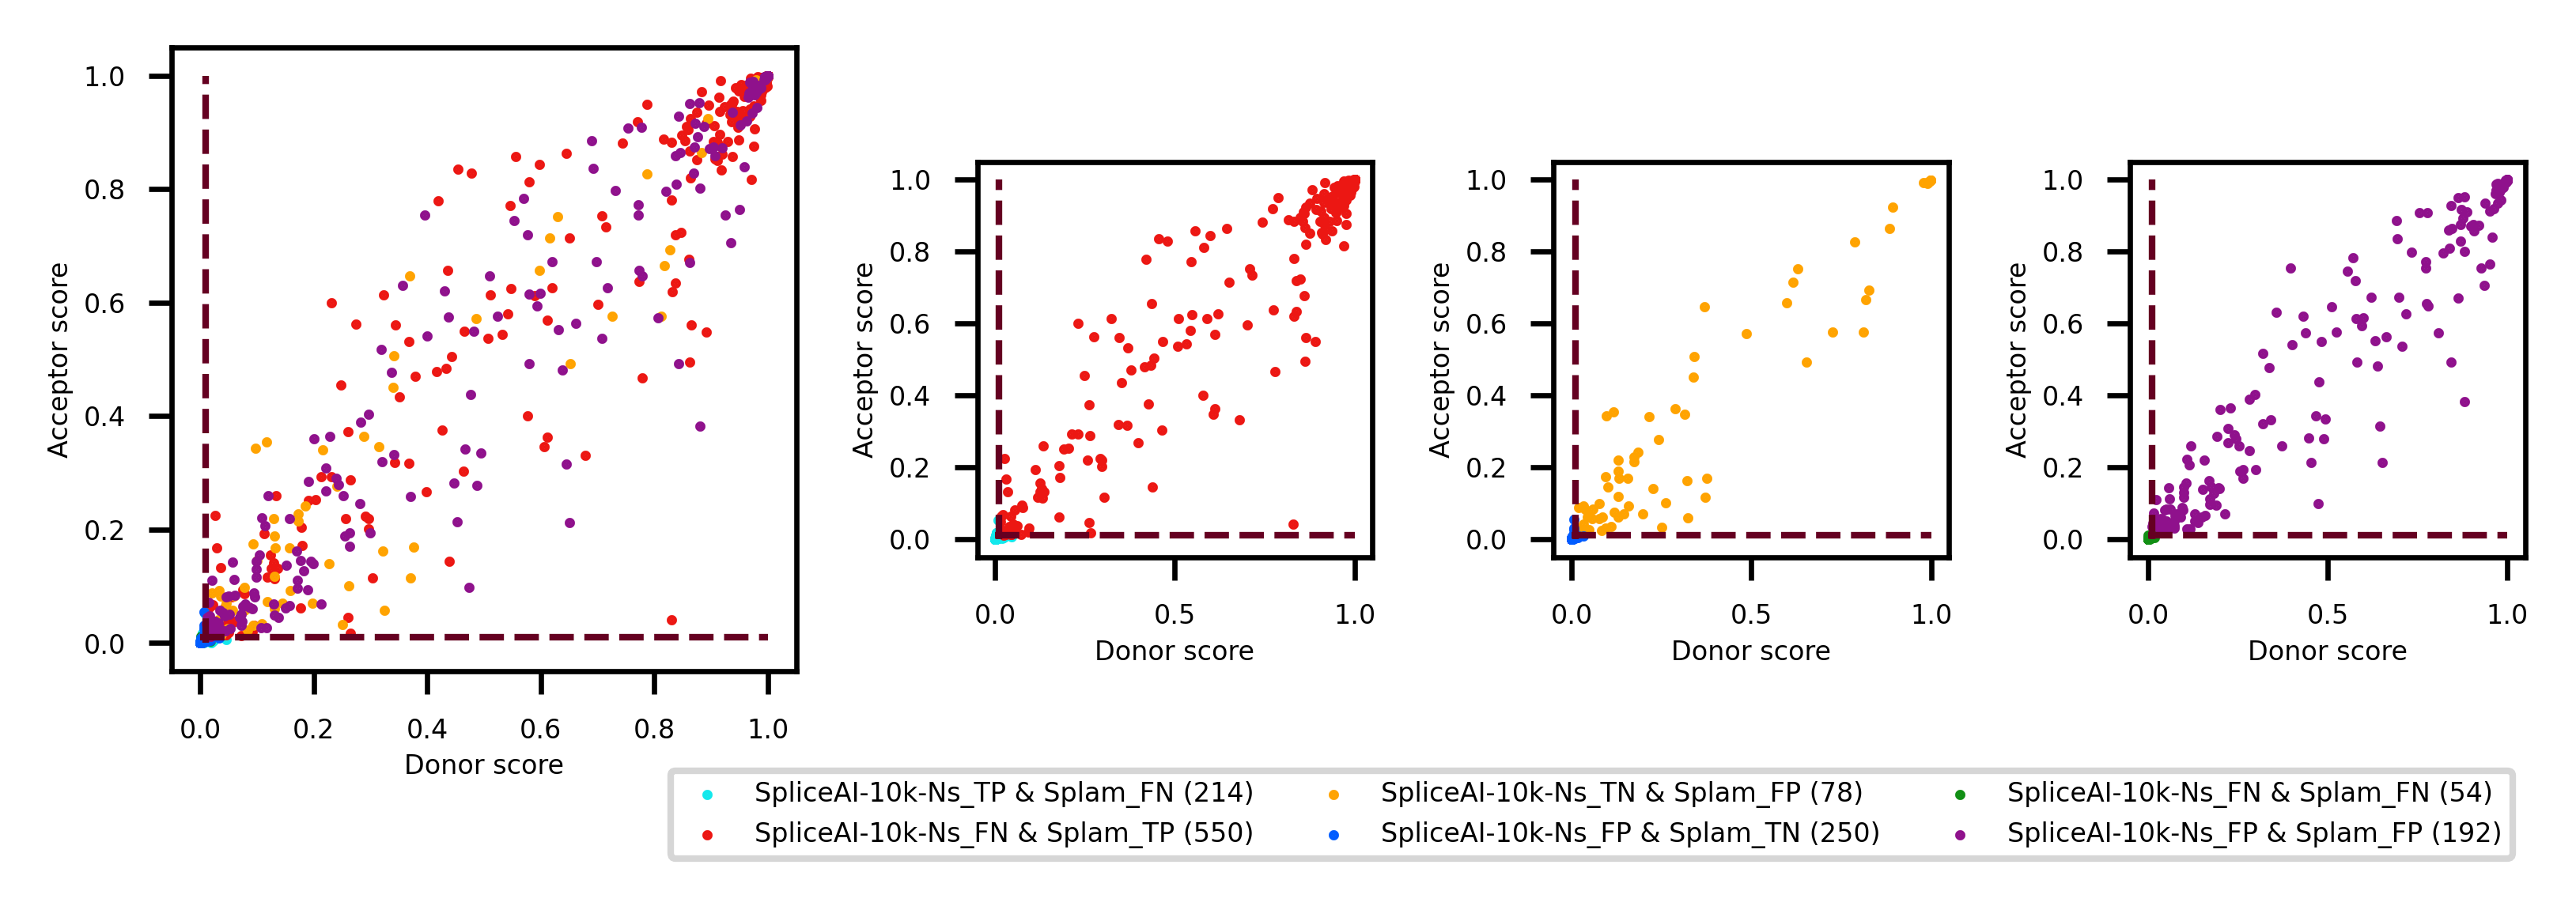 1.0
0.8
0.6
0.4
0.2
0.0
Acceptor score
0.0 0.2 0.4 0.6 0.8 1.0
Donor score
1.0
0.8
0.6
0.4
0.2
0.0
Acceptor score
0.0 0.5 1.0
Donor score
1.0
0.8
0.6
0.4
0.2
0.0
Acceptor score
0.0 0.5 1.0
Donor score
1.0
0.8
0.6
0.4
0.2
0.0
Acceptor score
0.0 0.5 1.0
Donor score
SpliceAI-10k-Ns_TP & Splam_FN (214)
SpliceAI-10k-Ns_FN & Splam_TP (550)
SpliceAI-10k-Ns_TN & Splam_FP (78)
SpliceAI-10k-Ns_FP & Splam_TN (250)
SpliceAI-10k-Ns_FN & Splam_FN (54)
SpliceAI-10k-Ns_FP & Splam_FP (192)